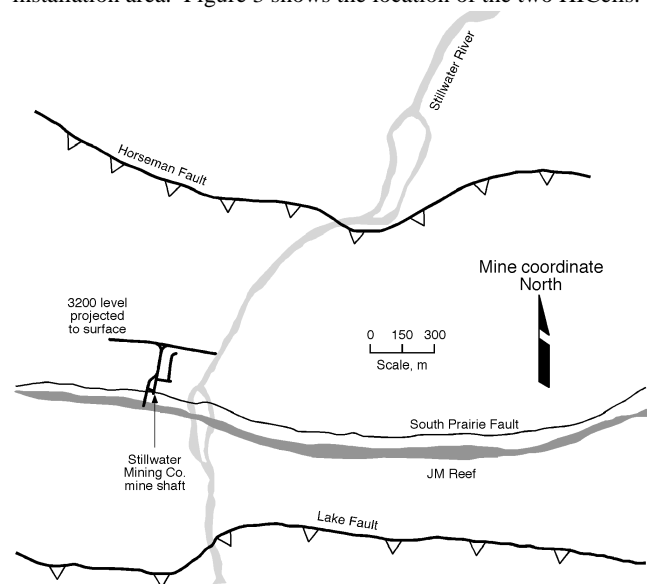 installation area. Figure 3 shows the location of the two HICells.
Stillwater River
Horseman Fault
Mine coordinate
North
3200 level
projected
to surface
0 150 300
Scale, m
South Prairie Fault
JM Reef
Stillwater
Mining Co.
mine shaft
Lake Fault